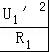 U₁′ ²
R₁